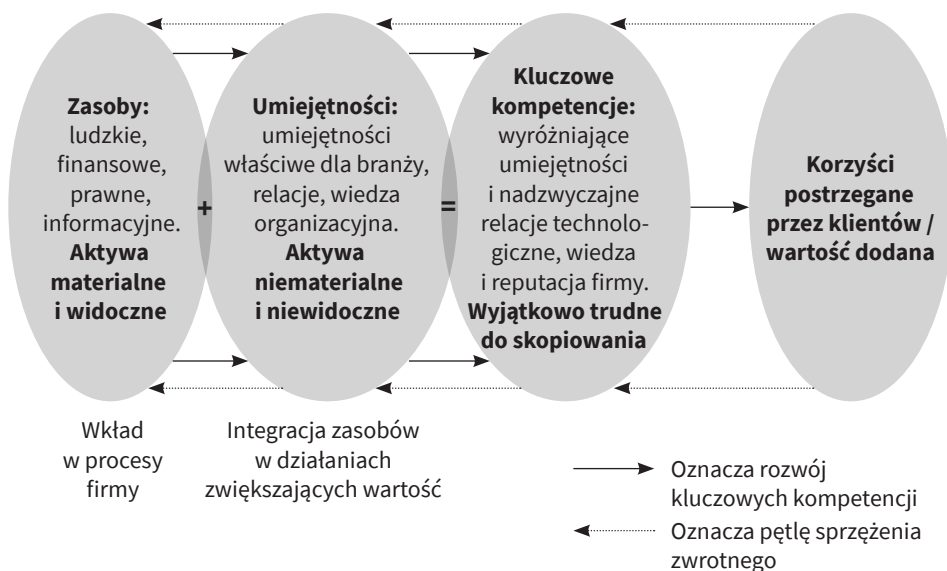 Zasoby:
ludzkie,
finansowe,
prawne,
informacyjne.
Aktywa
materialne
i widoczne
+
Umiejętności:
umiejętności
właściwe dla branży,
relacje, wiedza
organizacyjna.
Aktywa
niematerialne
i niewidoczne
=
Kluczowe
kompetencje:
wyróżniające
umiejętności
i nadzwyczajne
relacje technolo-
giczne, wiedza
i reputacja firmy.
Wyjątkowo trudne
do skopiowania
Korzyści
postrzegane
przez klientów /
wartość dodana
Wkład
w procesy
firmy
Integracja zasobów
w działaniach
zwiększających wartość
Oznacza rozwój
kluczowych kompetencji
Oznacza pętlę sprzężenia
zwrotnego